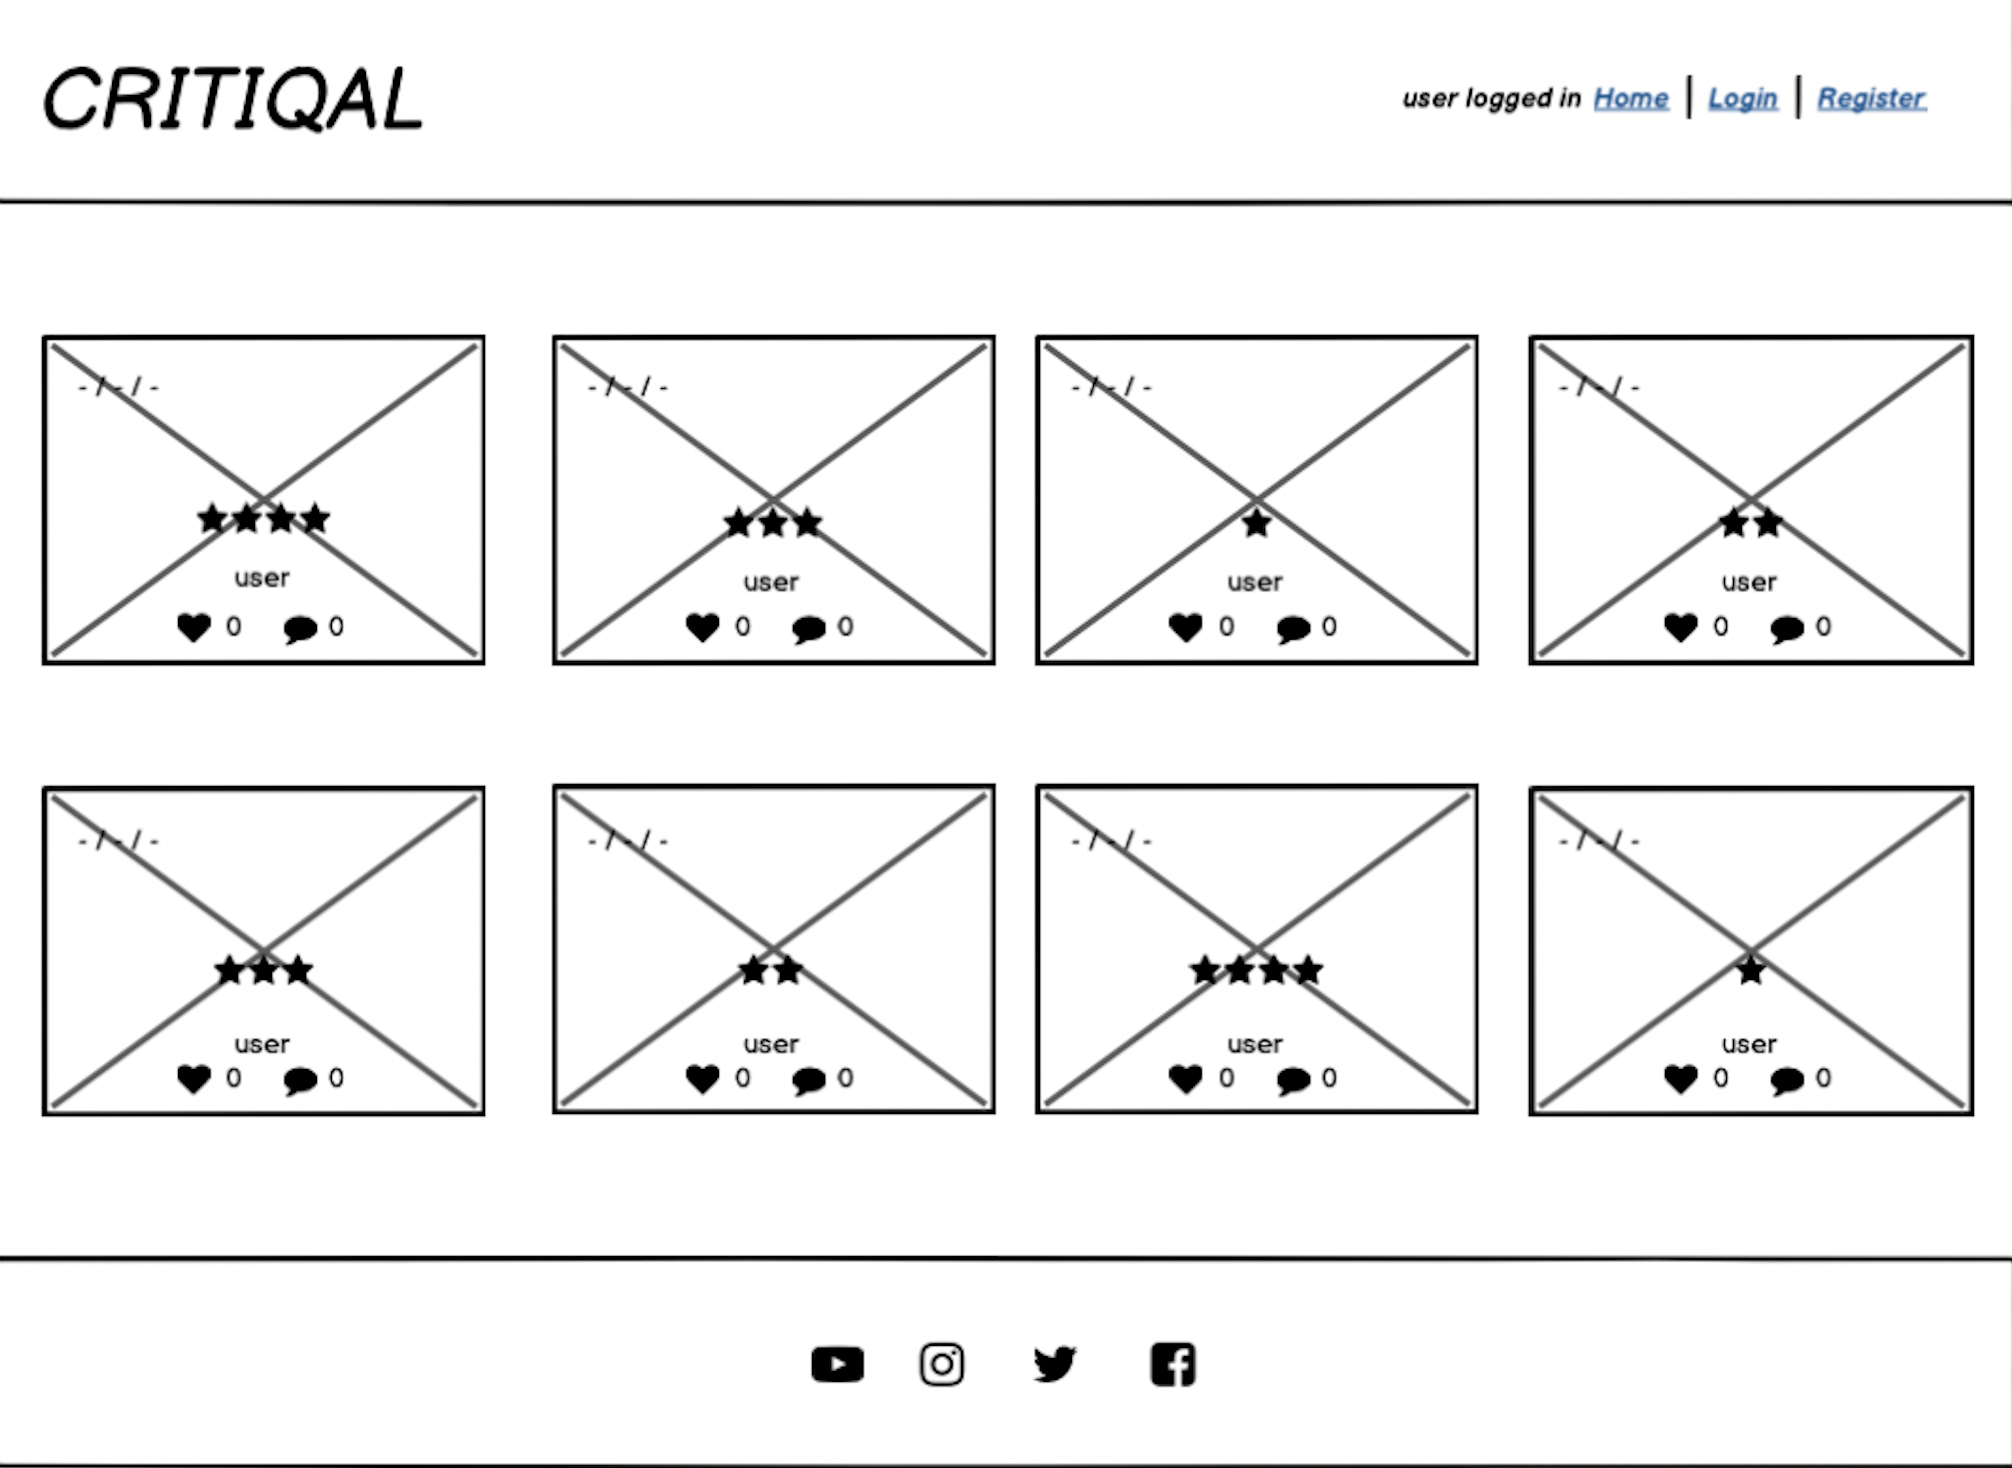 CRITIQAL
user logged in Home | Login | Register
-/-/- -/-/- -/-/- -/-/-
user user user user
0 0 0 0 0 0 0 0
-/-/- -/-/- -/-/- -/-/-
user user user user
0 0 0 0 0 0 0 0